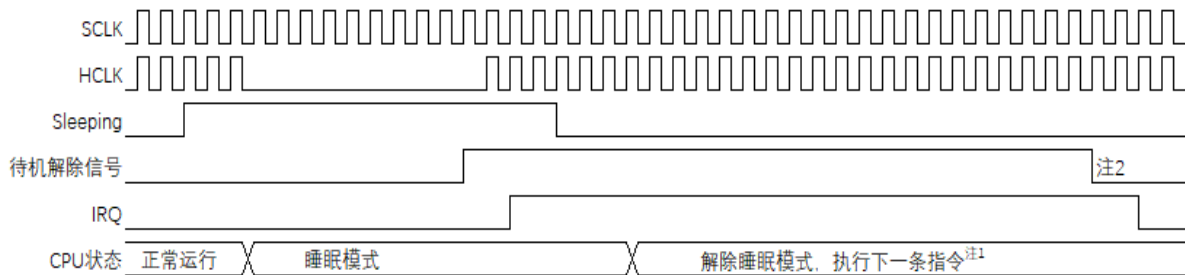 SCLK
HCLK
Sleeping
待机解除信号 注2
IRQ
CPU状态 正常运行 睡眠模式 解除睡眠模式，执行下一条指令注1